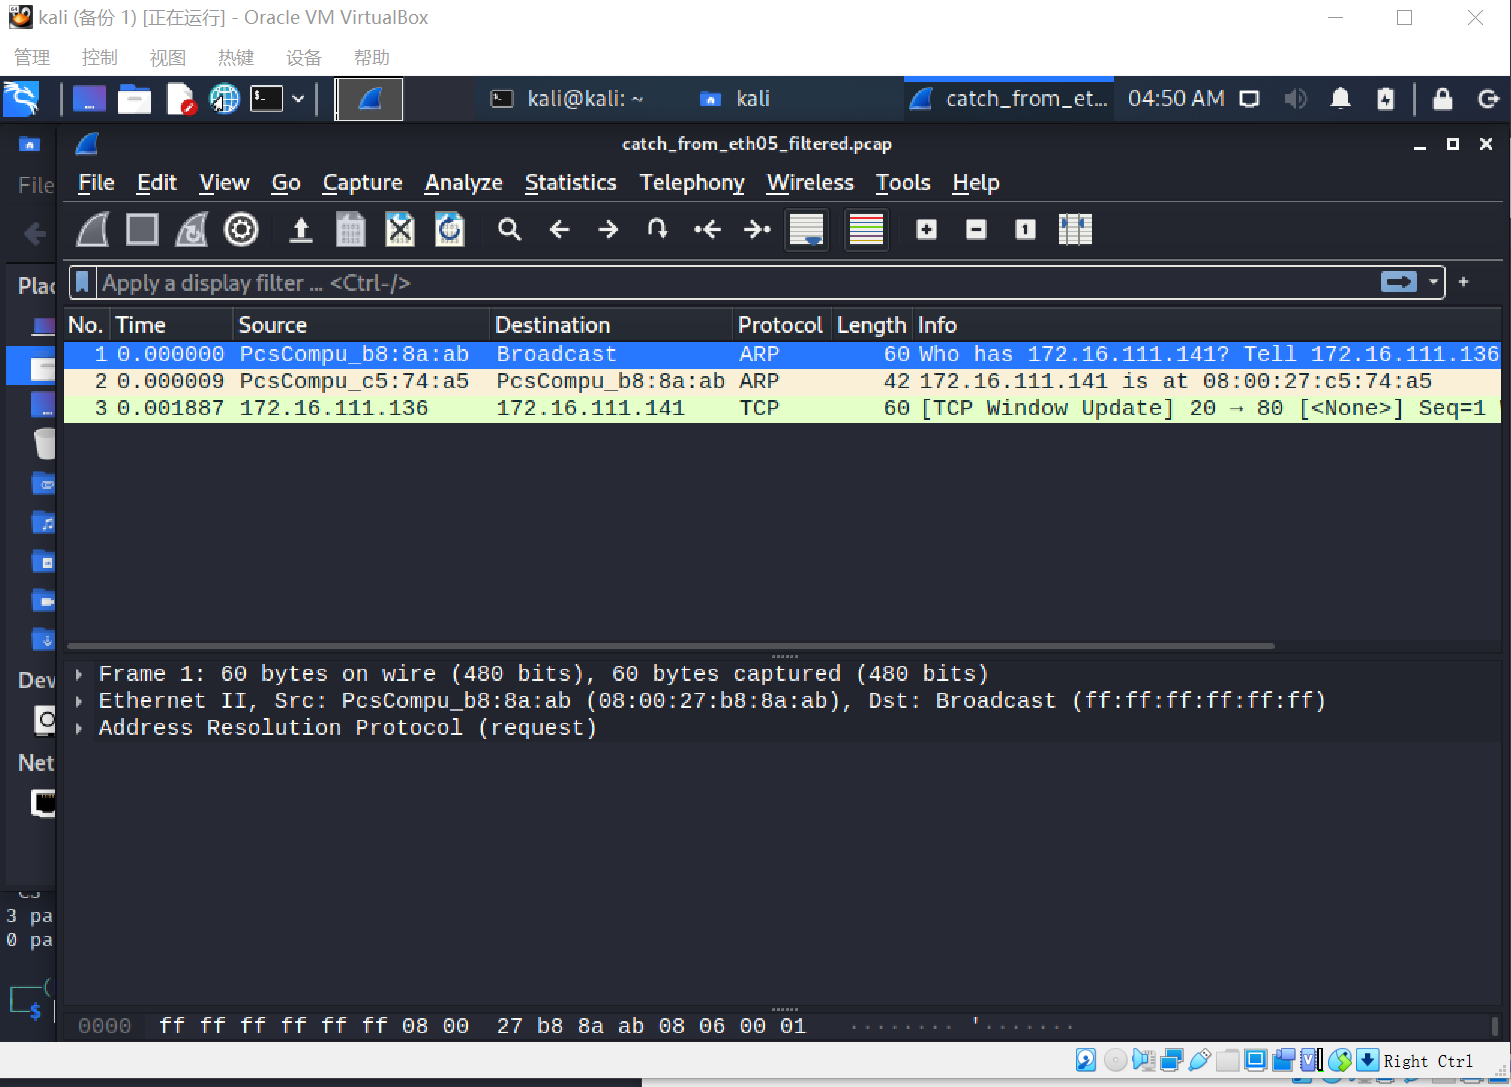 kali (备份 1) [正在运行] - Oracle VM VirtualBox
管理 控制 视图 热键 设备 帮助
kali@kali: ~ kali catch_from_et... 04:50 AM
catch_from_eth05_filtered.pcap
File
File Edit View Go Capture Analyze Statistics Telephony Wireless Tools Help
Apply a display filter ... <Ctrl-/>
No. Time Source Destination Protocol Length Info
1 0.000000 PcsCompu_b8:8a:ab Broadcast ARP 60 Who has 172.16.111.141? Tell 172.16.111.136
2 0.000009 PcsCompu_c5:74:a5 PcsCompu_b8:8a:ab ARP 42 172.16.111.141 is at 08:00:27:c5:74:a5
3 0.001887 172.16.111.136 172.16.111.141 TCP 60 [TCP Window Update] 20 → 80 [<None>] Seq=1
Frame 1: 60 bytes on wire (480 bits), 60 bytes captured (480 bits)
Ethernet II, Src: PcsCompu_b8:8a:ab (08:00:27:b8:8a:ab), Dst: Broadcast (ff:ff:ff:ff:ff:ff)
Address Resolution Protocol (request)
Plac
Dev
Net
3 pa
0 pa
$
0000 ff ff ff ff ff ff 08 00 27 b8 8a ab 08 06 00 01 ········ '·······
Right Ctrl